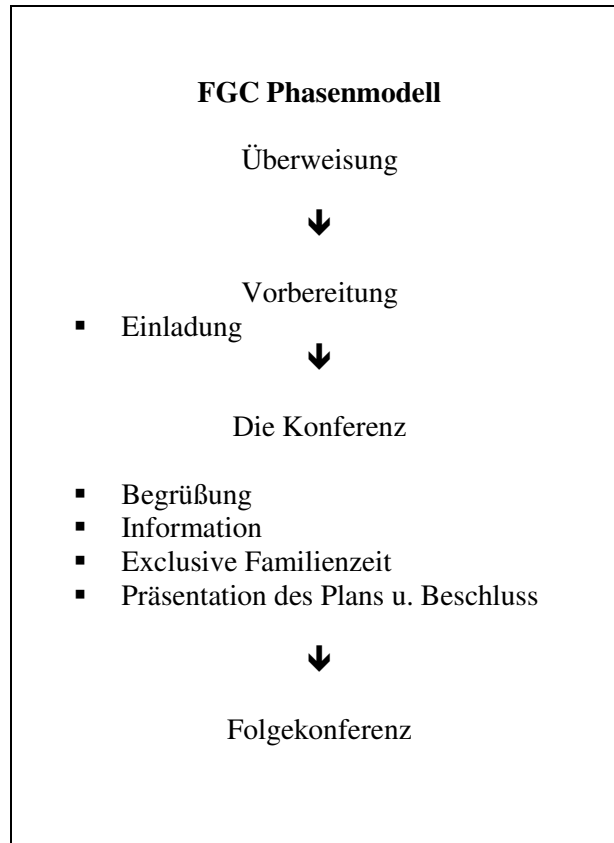 FGC Phasenmodell
Überweisung
🡻
Vorbereitung
▪ Einladung
🡻
Die Konferenz
▪ Begrüßung
▪ Information
▪ Exclusive Familienzeit
▪ Präsentation des Plans u. Beschluss
🡻
Folgekonferenz